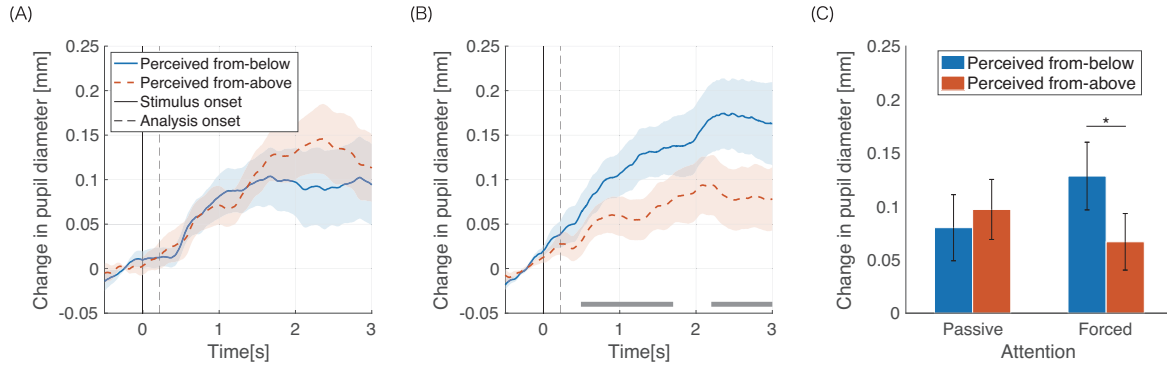 (A)
Change in pupil diameter [mm]
0.25
0.2
0.15
0.1
0.05
0
-0.05
Perceived from-below
Perceived from-above
Stimulus onset
Analysis onset
0
1
2
3
Time[s]
(B)
Change in pupil diameter [mm]
0.25
0.2
0.15
0.1
0.05
0
-0.05
0
1
2
3
Time[s]
(C)
Change in pupil diameter [mm]
0.25
0.2
0.15
0.1
0.05
0
Perceived from-below
Perceived from-above
*
Passive
Forced
Attention